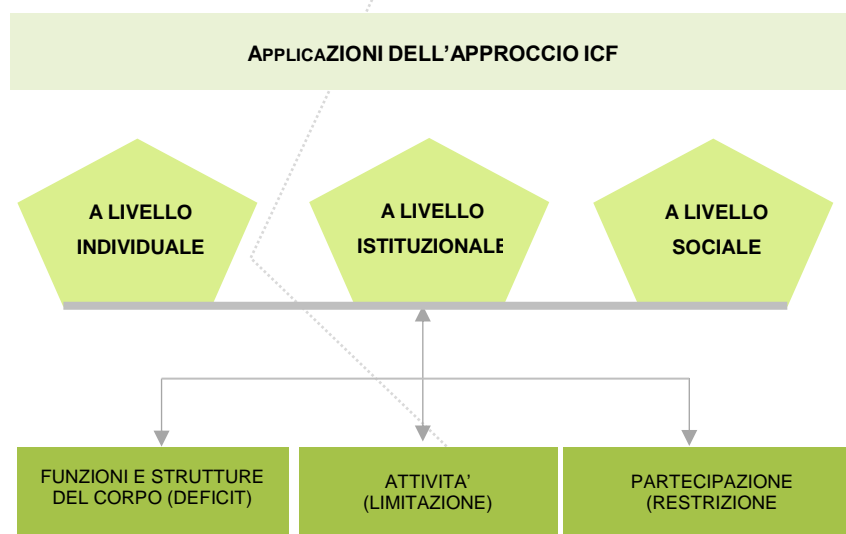 APPLICAZIONI DELL'APPROCCIO ICF
A LIVELLO
INDIVIDUALE
A LIVELLO
ISTITUZIONALE
A LIVELLO
SOCIALE
FUNZIONI E STRUTTURE
DEL CORPO (DEFICIT)
ATTIVITA'
(LIMITAZIONE)
PARTECIPAZIONE
(RESTRIZIONE